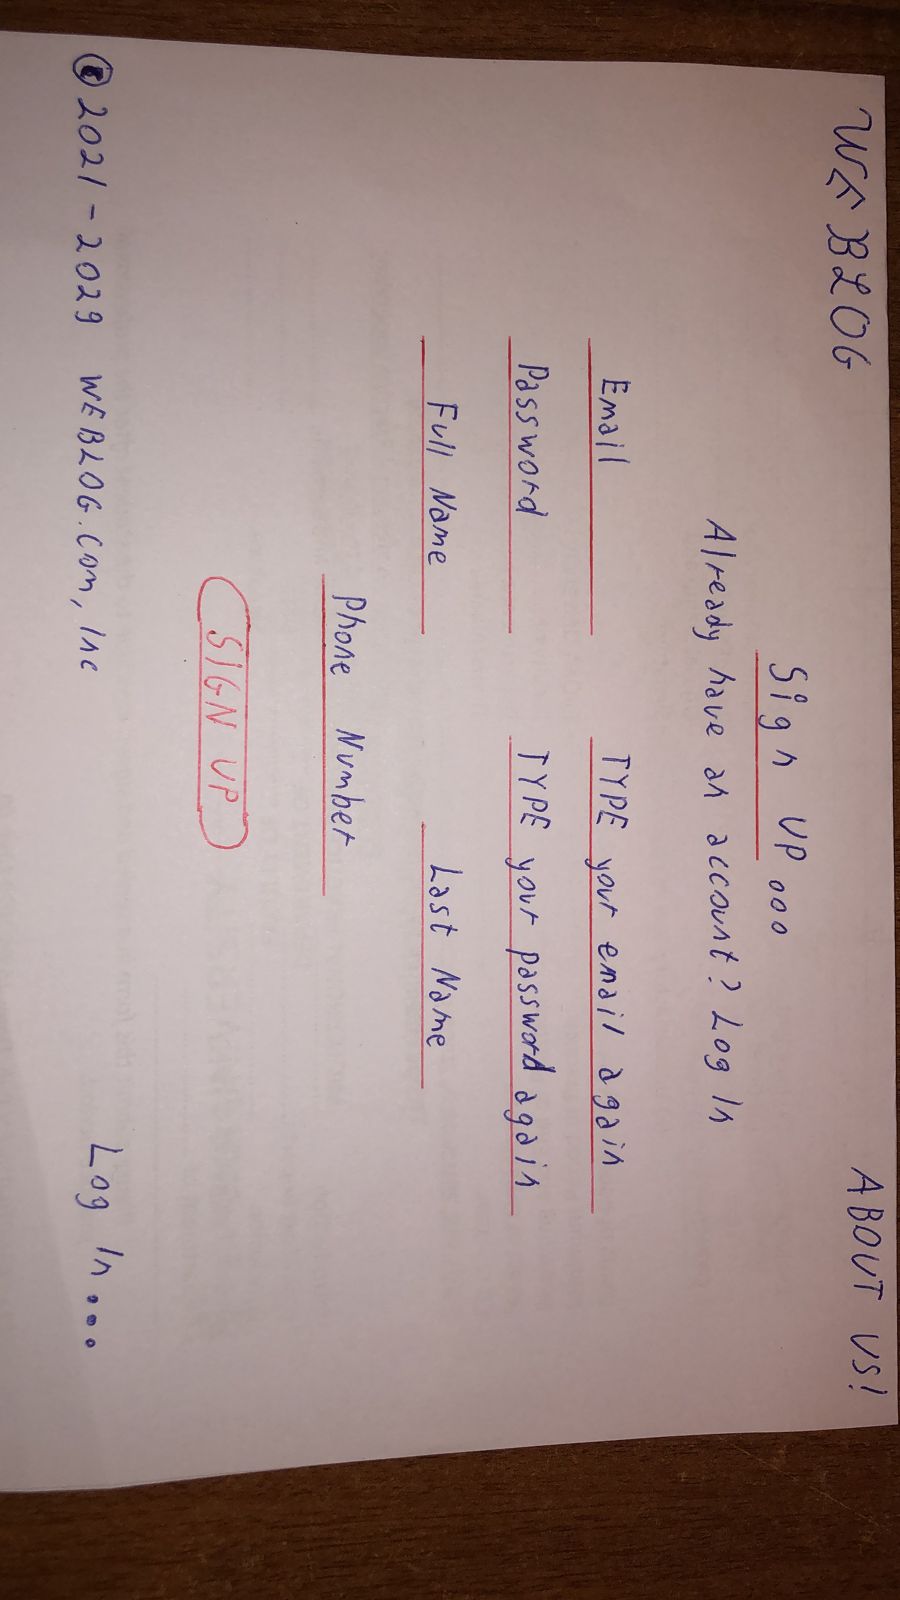 WEBLOG
ABOUT US!
Sign UP...
Already have an account? Log In
Email
TYPE your email again
Password
TYPE your password again
Full Name
Last Name
Phone Number
SIGN UP
© 2021-2029 WEBLOG.Com, Inc
Log In...